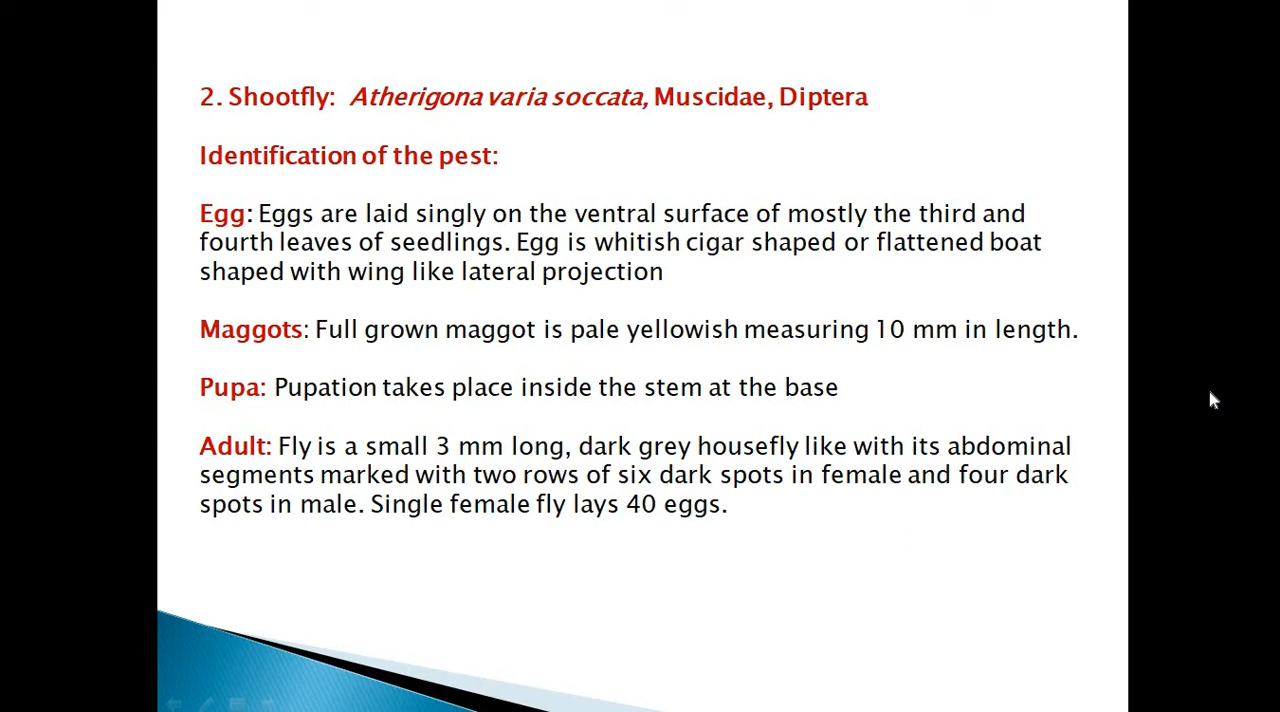 2. Shootfly: Atherigona varia soccata, Muscidae, Diptera
Identification of the pest:
Egg: Eggs are laid singly on the ventral surface of mostly the third and
fourth leaves of seedlings. Egg is whitish cigar shaped or flattened boat
shaped with wing like lateral projection
Maggots: Full grown maggot is pale yellowish measuring 10 mm in length.
Pupa: Pupation takes place inside the stem at the base
Adult: Fly is a small 3 mm long, dark grey housefly like with its abdominal
segments marked with two rows of six dark spots in female and four dark
spots in male. Single female fly lays 40 eggs.